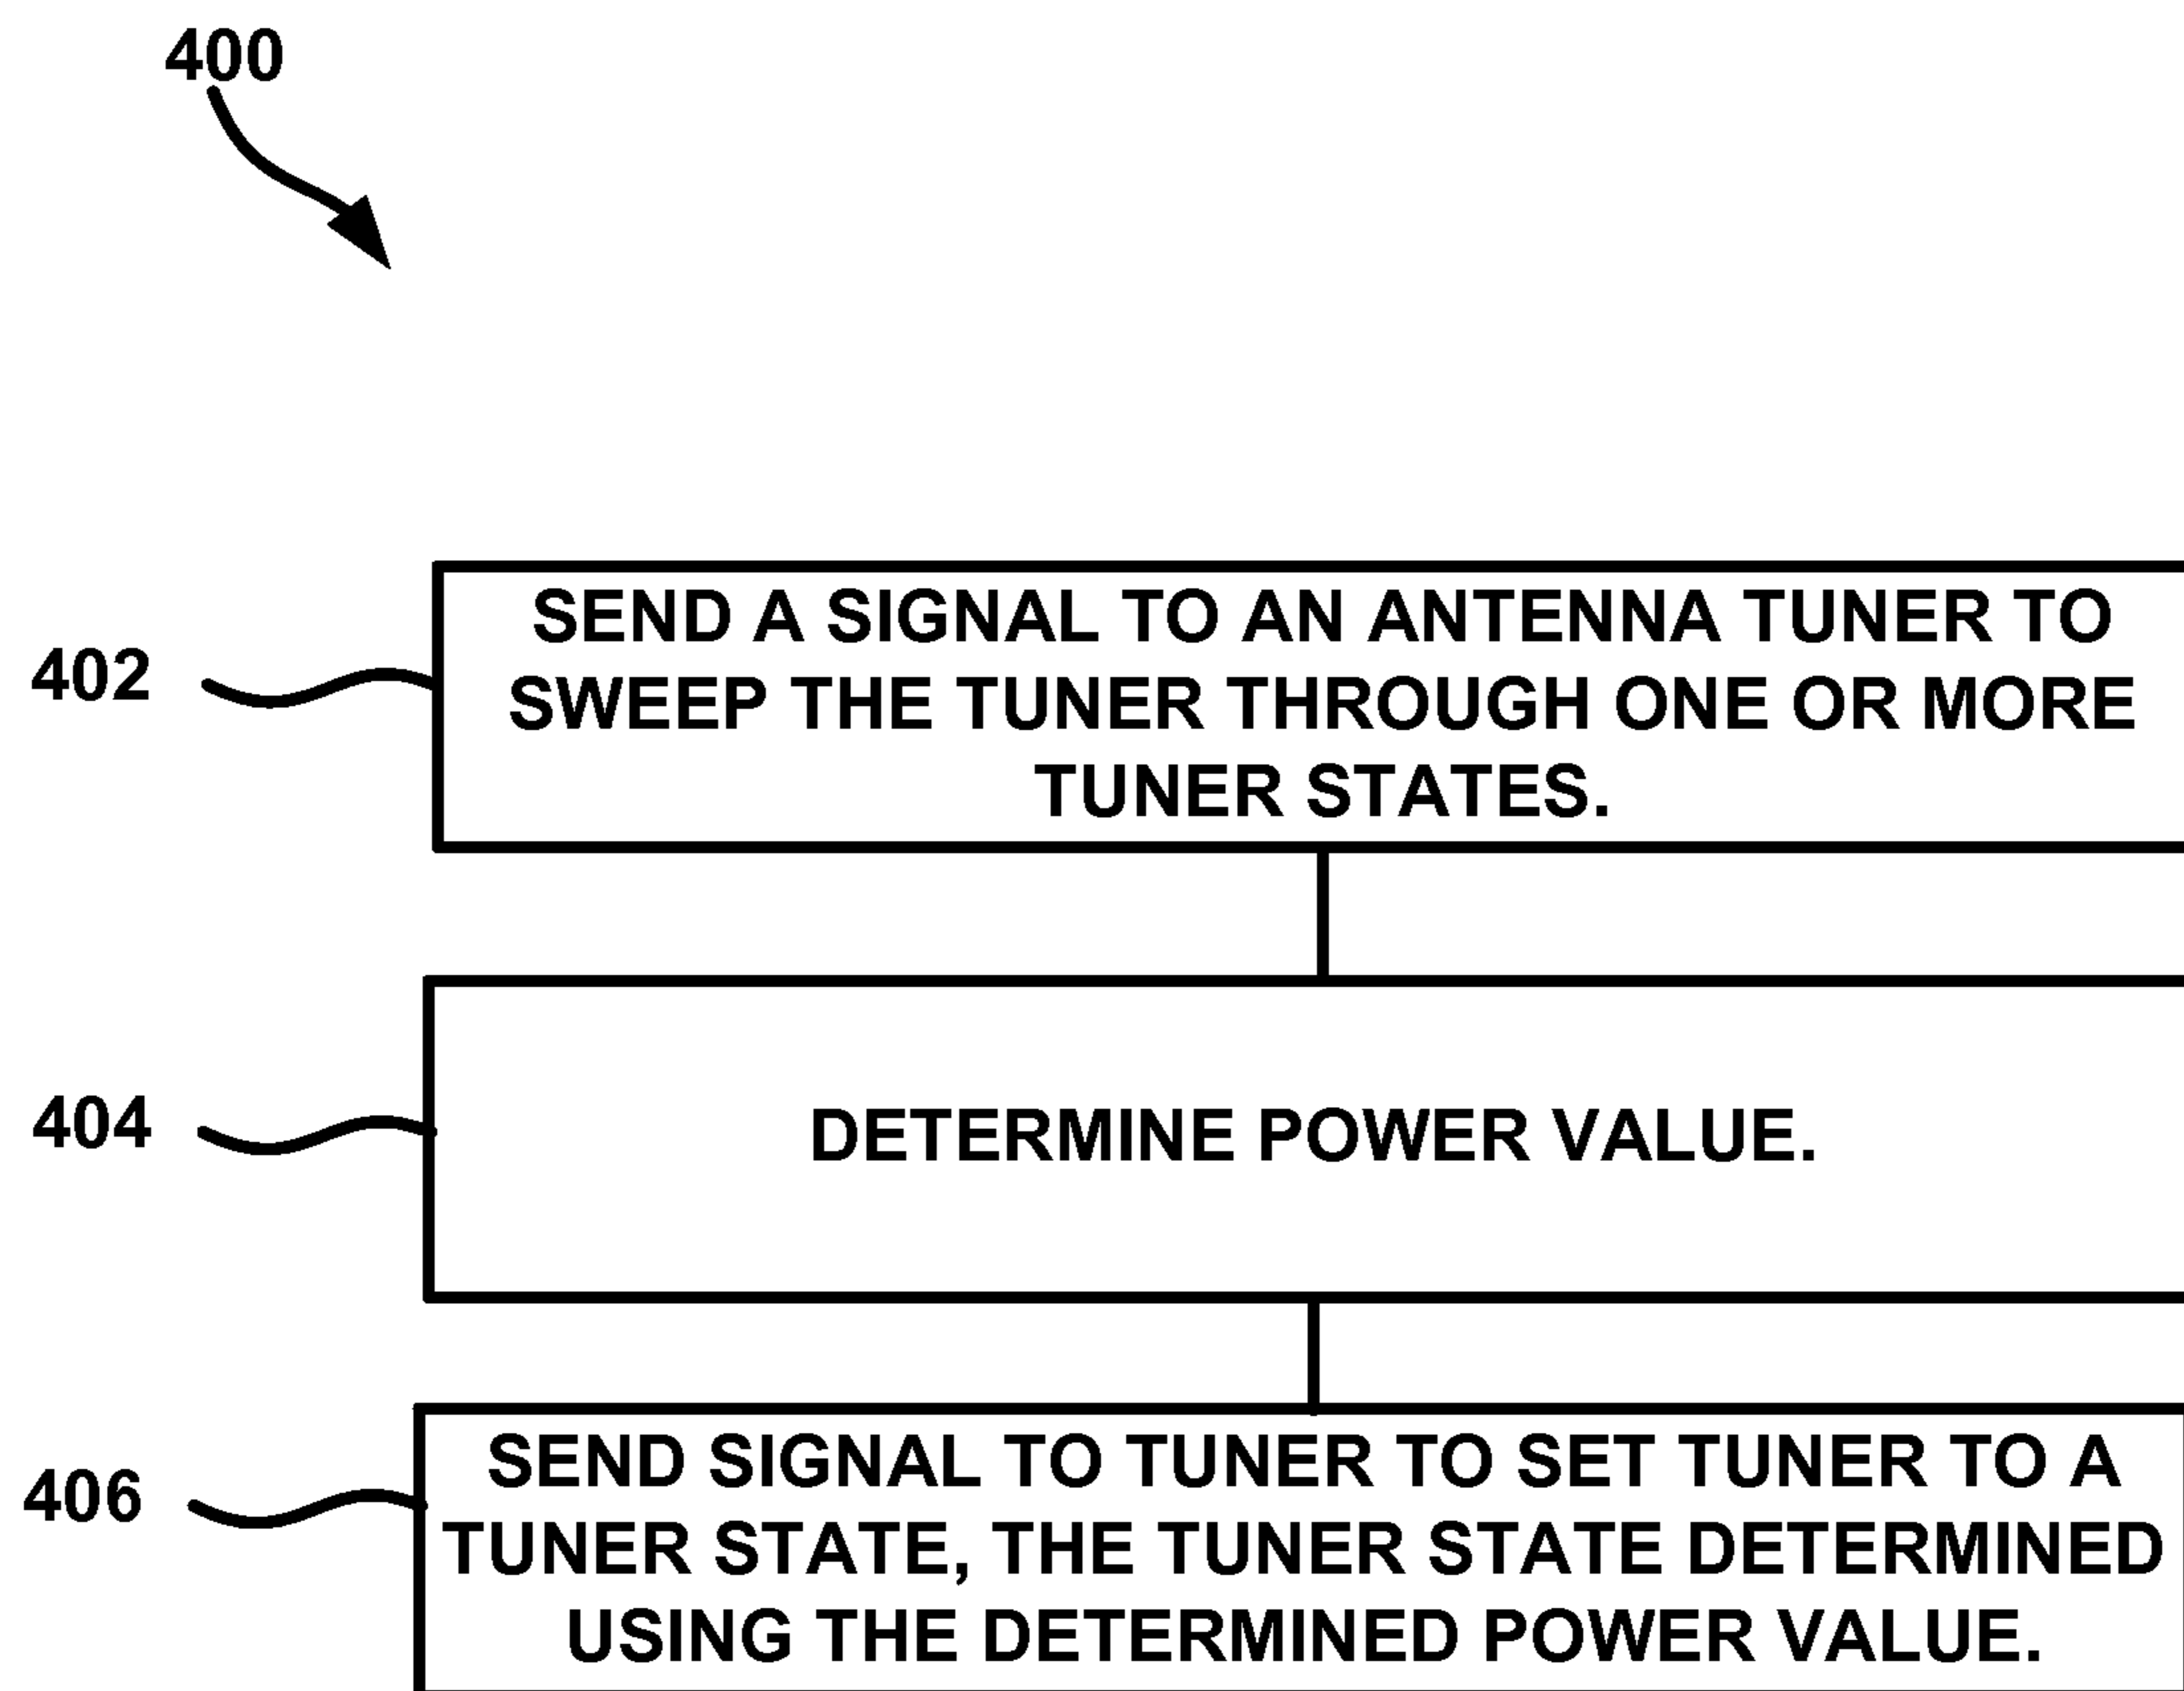 400
402
SEND A SIGNAL TO AN ANTENNA TUNER TO
SWEEP THE TUNER THROUGH ONE OR MORE
TUNER STATES.
404
DETERMINE POWER VALUE.
406
SEND SIGNAL TO TUNER TO SET TUNER TO A
TUNER STATE, THE TUNER STATE DETERMINED
USING THE DETERMINED POWER VALUE.